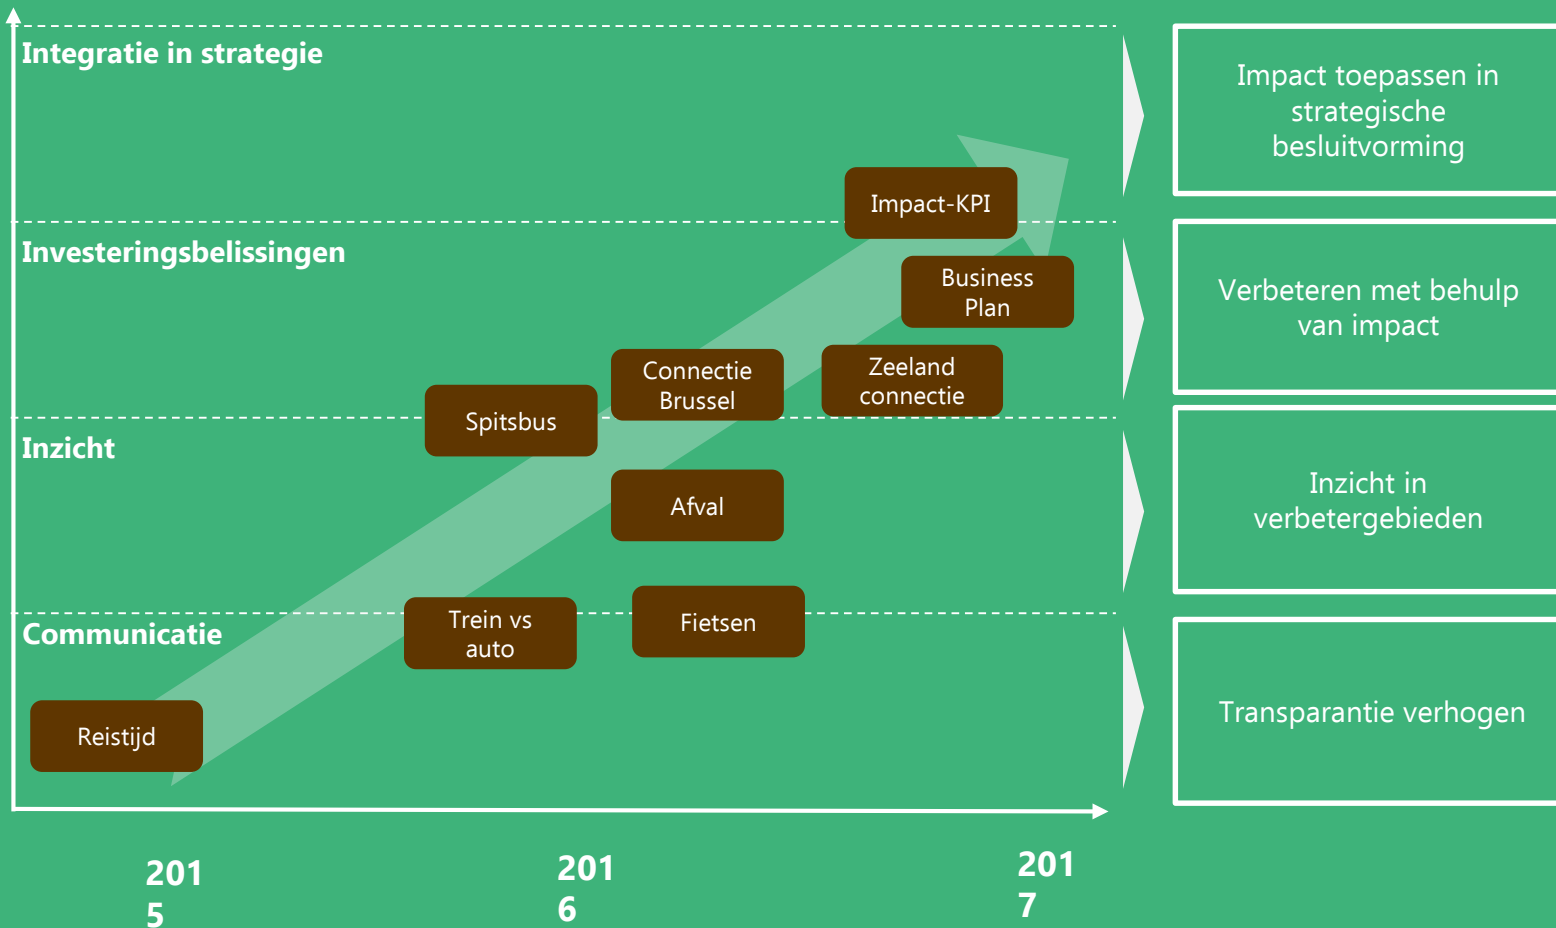 Integratie in strategie
Impact toepassen in
strategische
besluitvorming
Impact-KPI
Investeringsbelissingen
Business
Plan
Verbeteren met behulp
van impact
Connectie
Brussel
Zeeland
connectie
Spitsbus
Inzicht
Afval
Inzicht in
verbetergebieden
Communicatie
Trein vs
auto
Fietsen
Reistijd
Transparantie verhogen
201
5
201
6
201
7